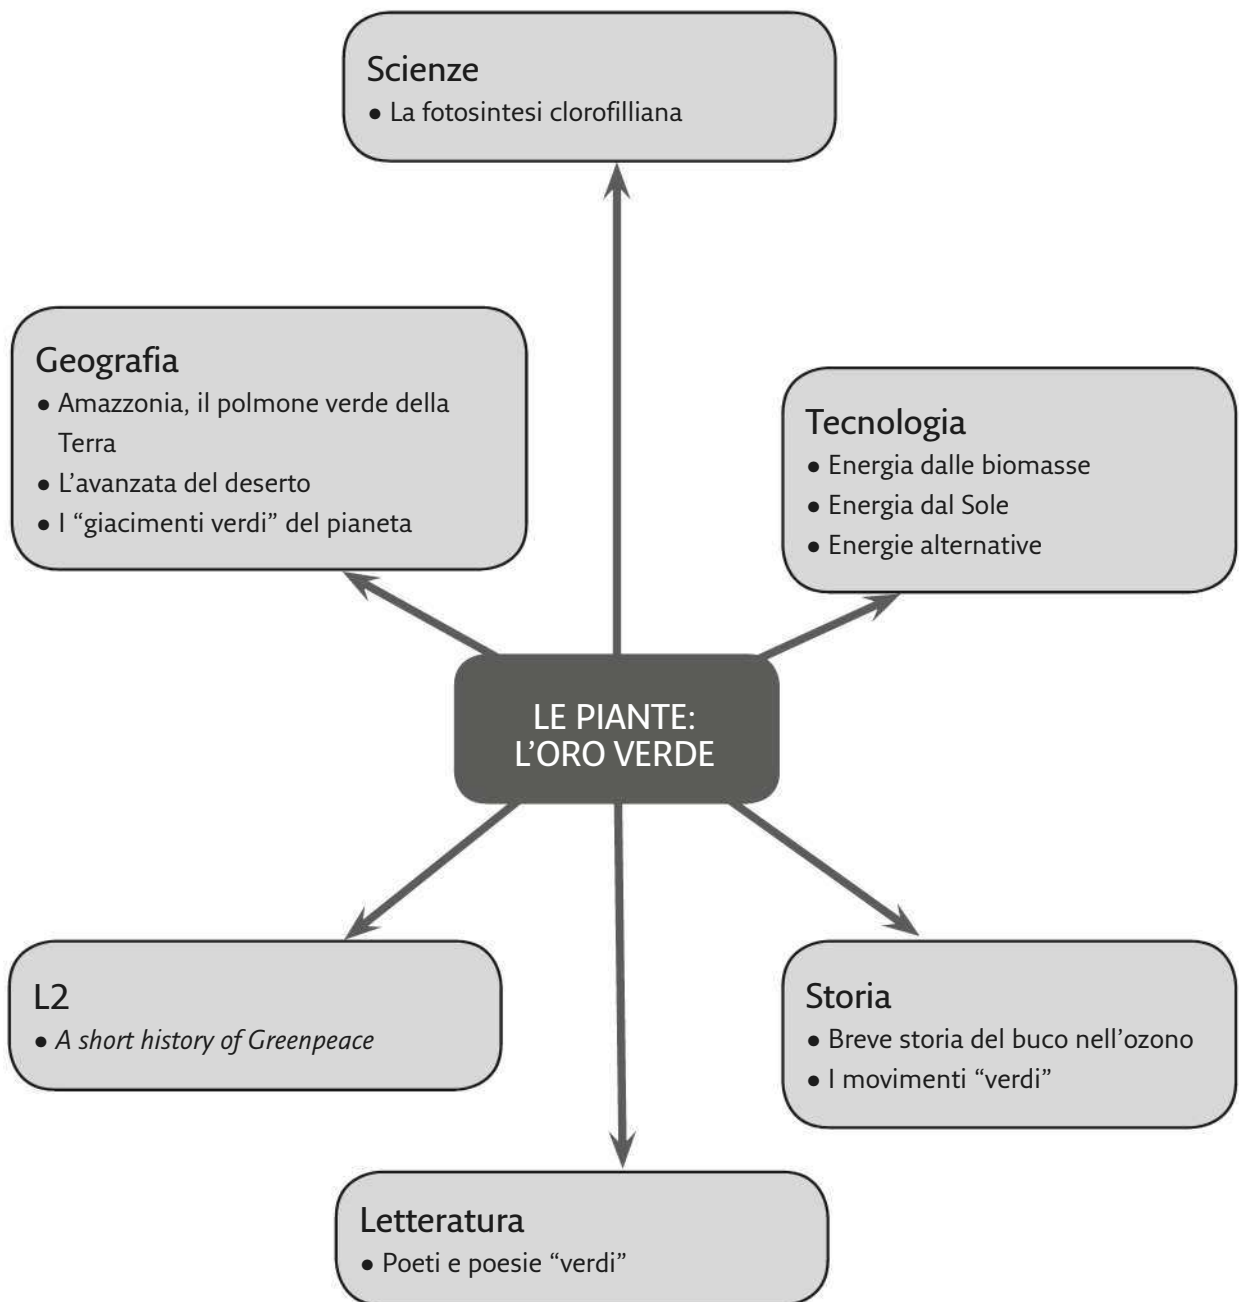 Scienze
• La fotosintesi clorofilliana
Geografia
• Amazzonia, il polmone verde della
Terra
• L’avanzata del deserto
• I “giacimenti verdi” del pianeta
Tecnologia
• Energia dalle biomasse
• Energia dal Sole
• Energie alternative
LE PIANTE:
L’ORO VERDE
L2
• A short history of Greenpeace
Storia
• Breve storia del buco nell’ozono
• I movimenti “verdi”
Letteratura
• Poeti e poesie “verdi”